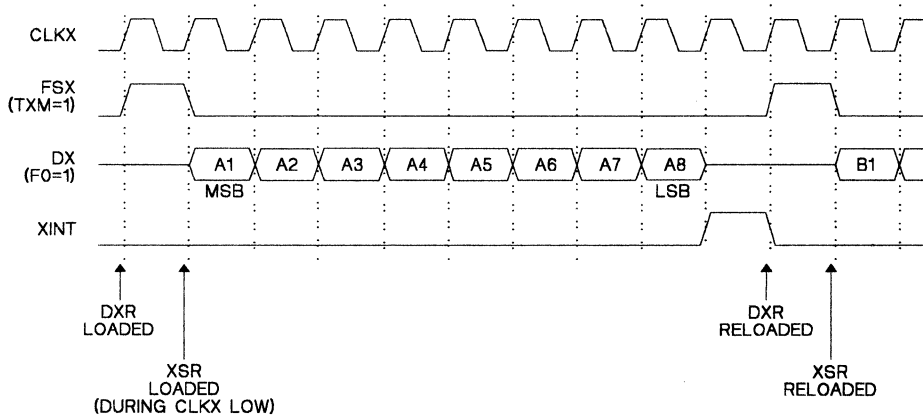 CLKX
FSX
(TXM=1)
DX
(FO=1)
A1
A2
A3
A4
A5
A6
A7
A8
B1
MSB
LSB
XINT
DXR
LOADED
DXR
RELOADED
XSR
LOADED
(DURING CLKX LOW)
XSR
RELOADED